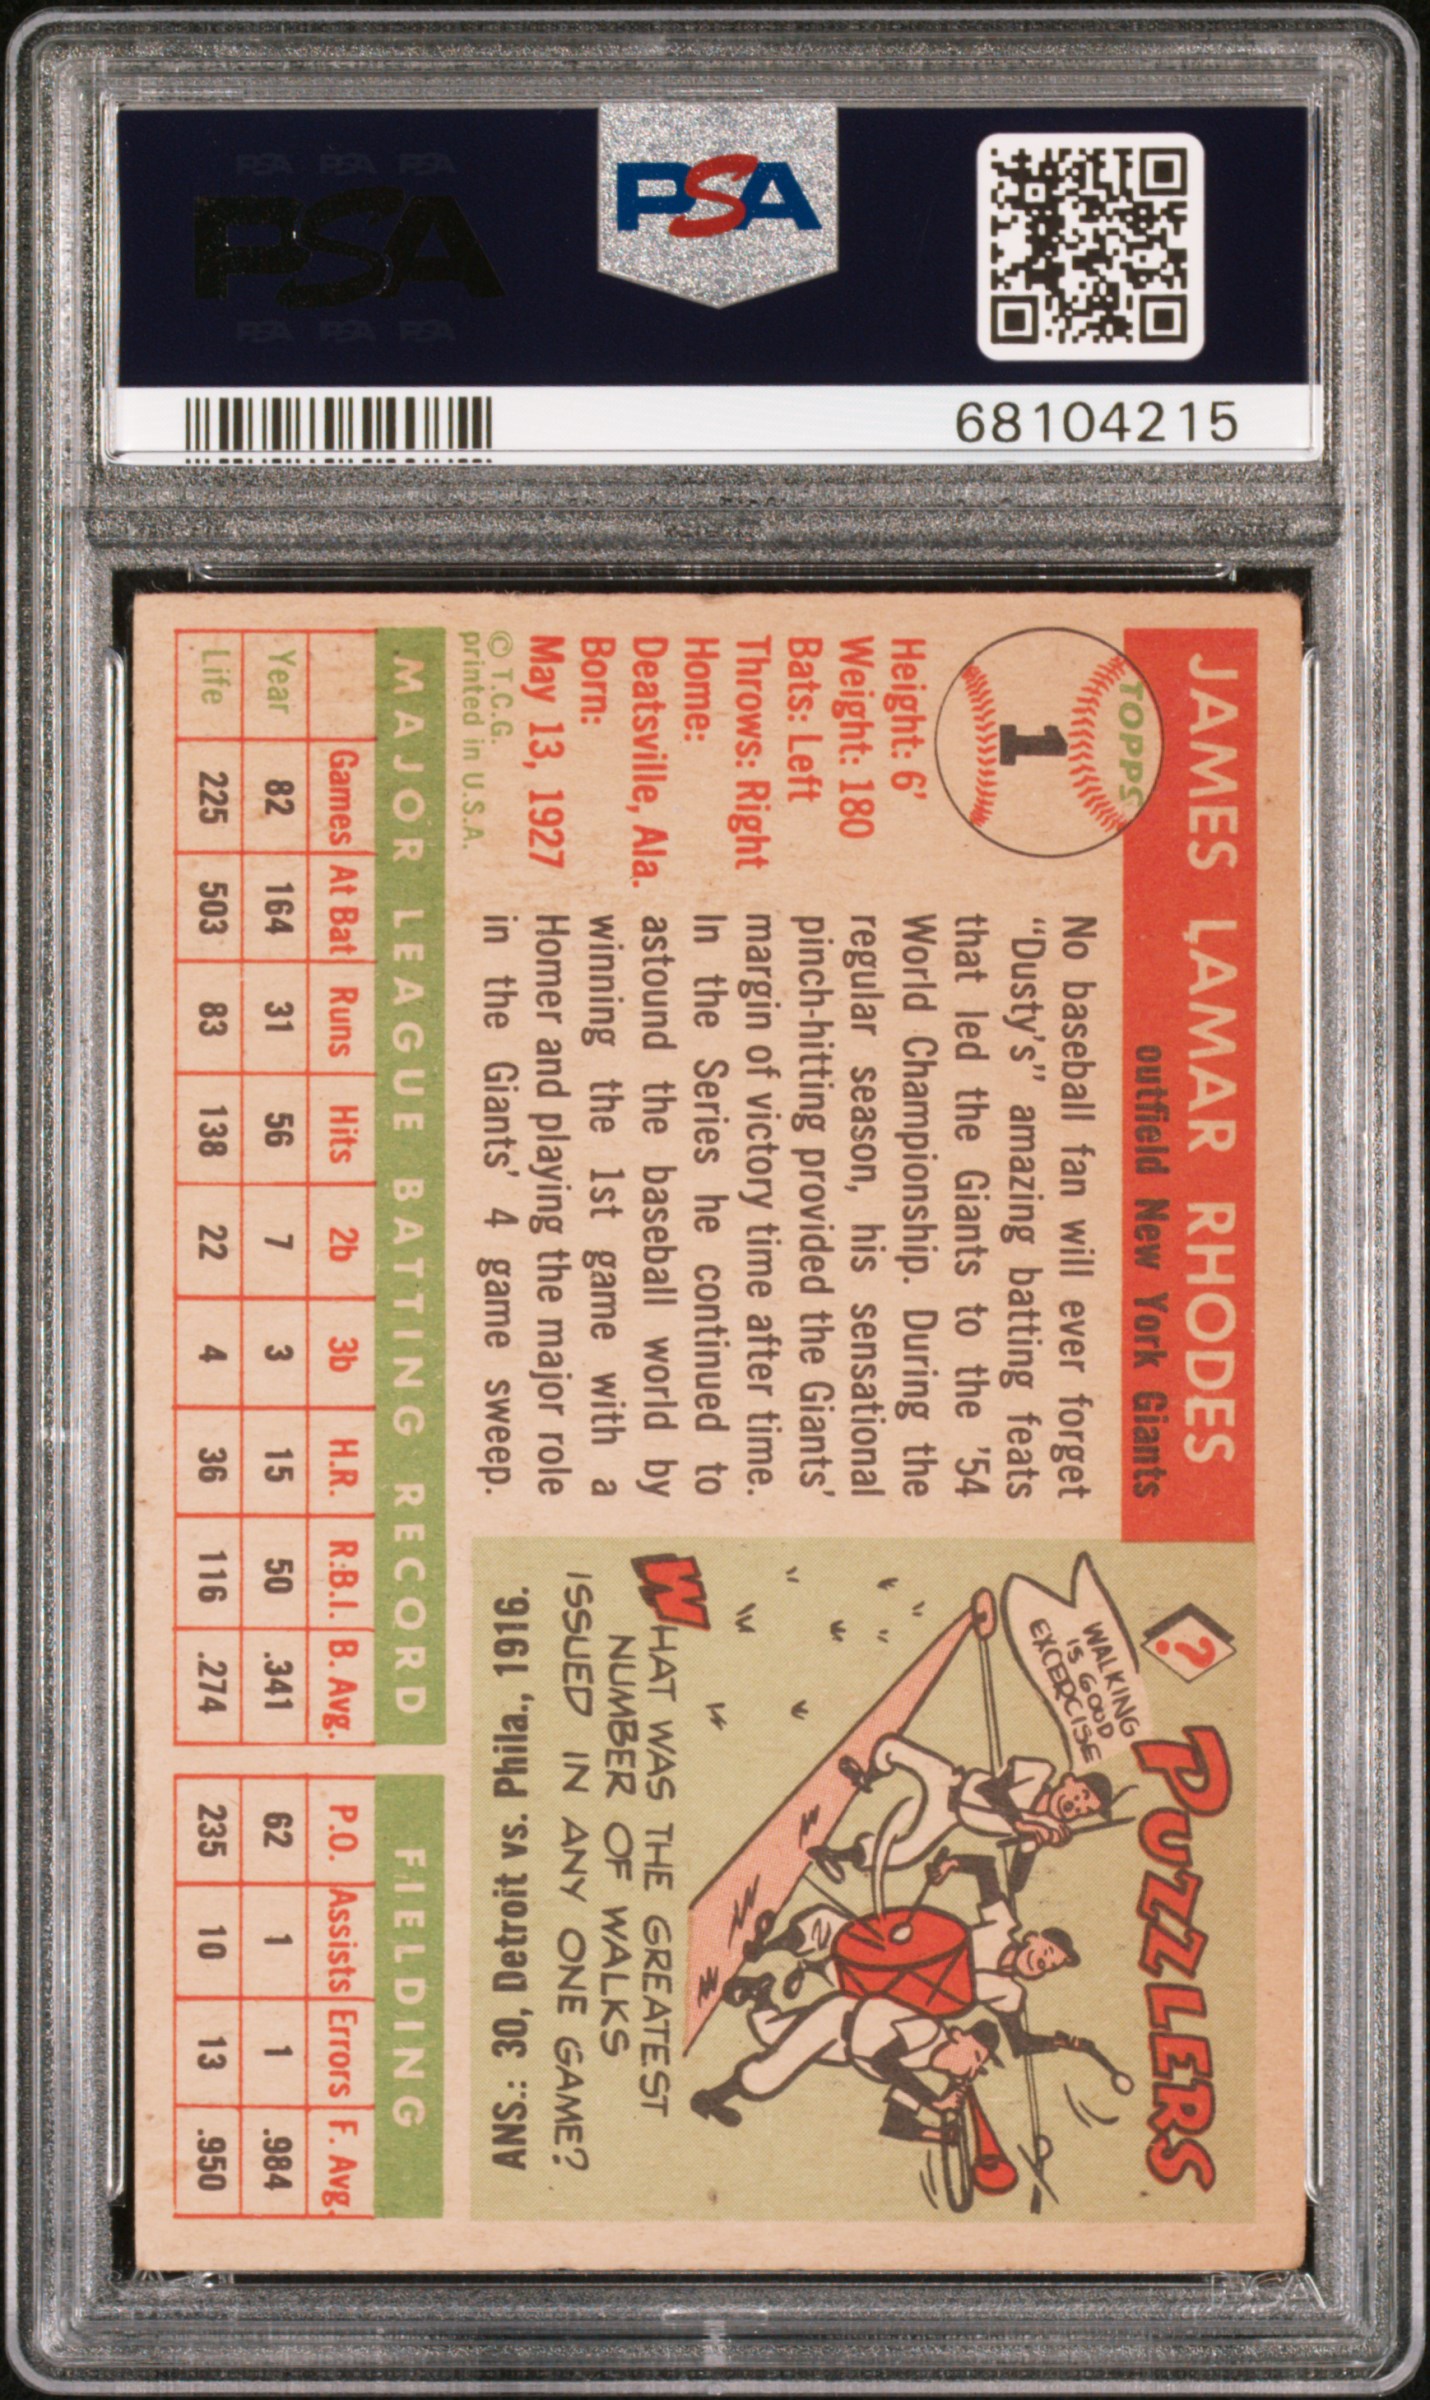 PSA PSA PSA
PSA
PSA PSA PSA
PSA
68104215
JAMES LAMAR RHODES
outfield New York Giants
TOPPS
1
Height: 6'
Weight: 180
Bats: Left
Throws: Right
Home:
Deatsville, Ala.
Born:
May 13, 1927
© T.C.G.
printed in U.S.A.
No baseball fan will ever forget
“Dusty's” amazing batting feats
that led the Giants to the '54
World Championship. During the
regular season, his sensational
pinch-hitting provided the Giants'
margin of victory time after time.
In the Series he continued to
astound the baseball world by
winning the 1st game with a
Homer and playing the major role
in the Giants' 4 game sweep.
? PUZZLERS
WALKING
IS GOOD
EXCERCISE
WHAT WAS THE GREATEST
NUMBER OF WALKS
ISSUED IN ANY ONE GAME?
ANS.: 30, Detroit vs. Phila., 1916.
MAJOR LEAGUE BATTING RECORD FIELDING
Games At Bat Runs Hits 2b 3b H.R. R.B.I. B. Avg. P.O. Assists Errors F. Avg.
Year 82 164 31 56 7 3 15 50 .341 62 1 1 .984
Life 225 503 83 138 22 4 36 116 .274 235 10 13 .950
PSA